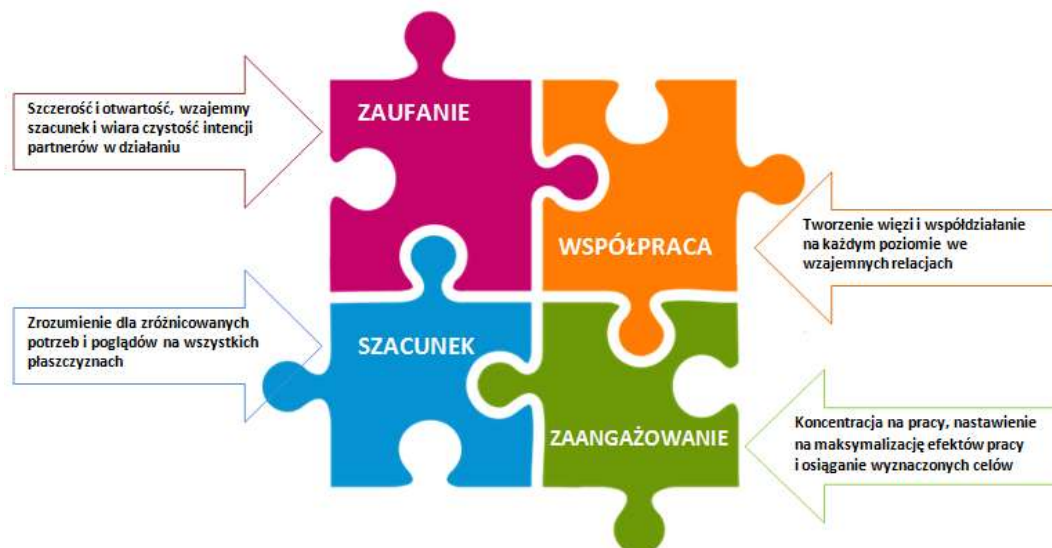 ZAUFANIE
Szczerość i otwartość, wzajemny
szacunek i wiara czystość intencji
partnerów w działaniu
WSPÓŁPRACA
Tworzenie więzi i współdziałanie
na każdym poziomie we
wzajemnych relacjach
SZACUNEK
Zrozumienie dla zróżnicowanych
potrzeb i poglądów na wszystkich
płaszczyznach
ZAANGAŻOWANIE
Koncentracja na pracy, nastawienie
na maksymalizację efektów pracy
i osiąganie wyznaczonych celów